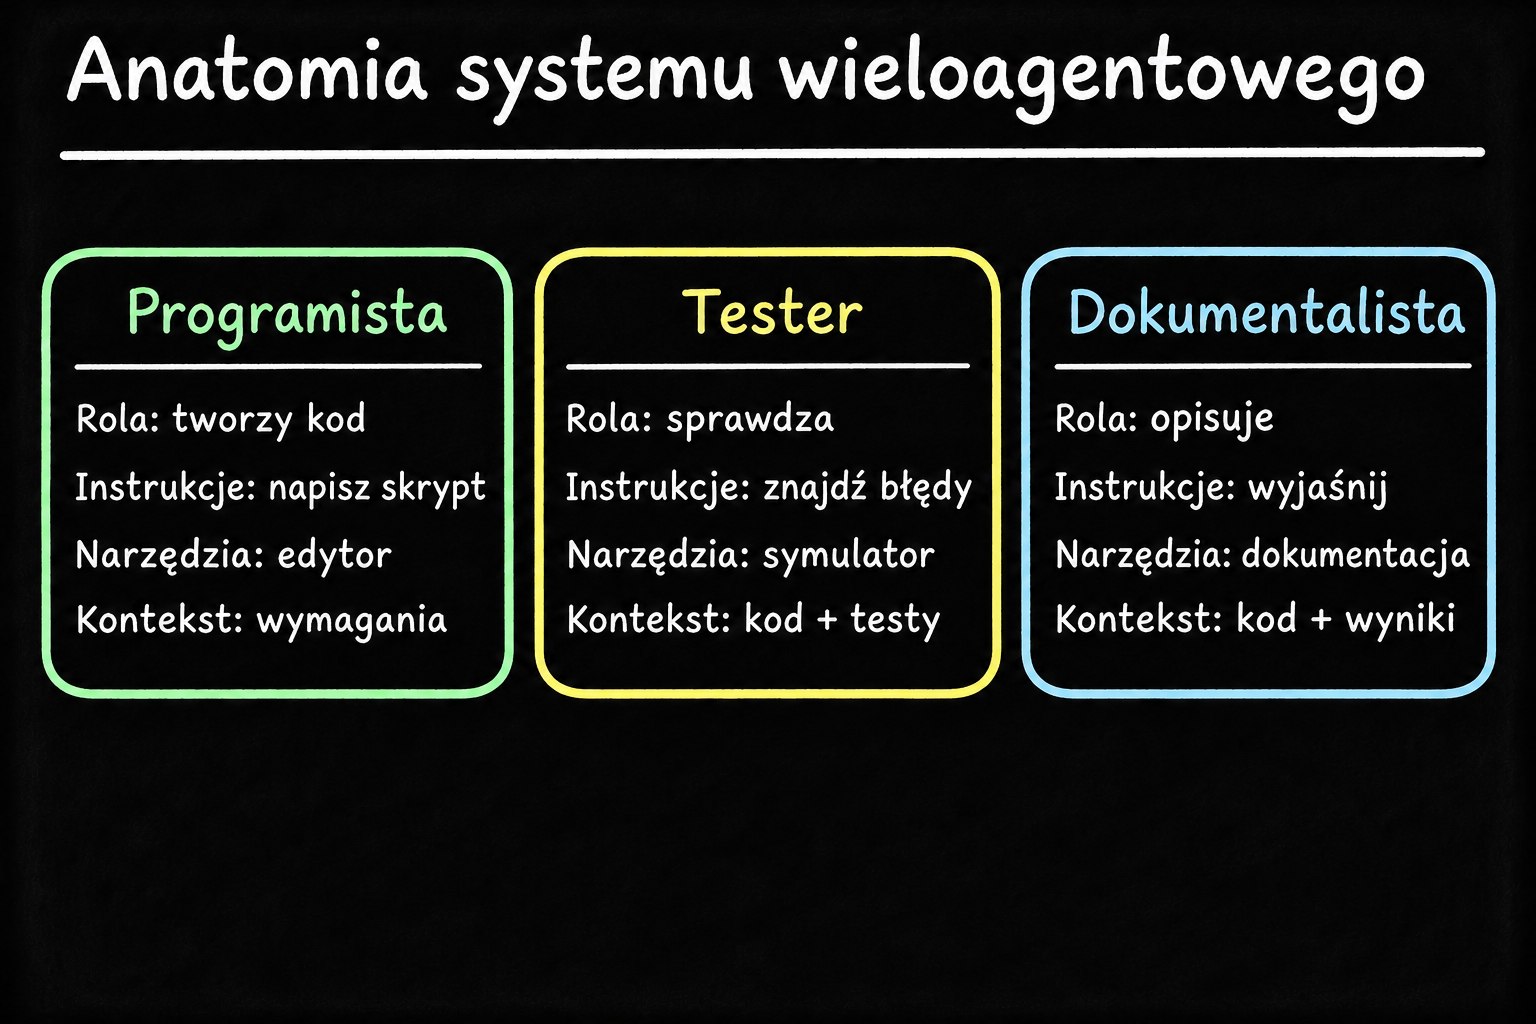 Anatomia systemu wieloagentowego
Programista
Rola: tworzy kod
Instrukcje: napisz skrypt
Narzędzia: edytor
Kontekst: wymagania
Tester
Rola: sprawdza
Instrukcje: znajdź błędy
Narzędzia: symulator
Kontekst: kod + testy
Dokumentalista
Rola: opisuje
Instrukcje: wyjaśnij
Narzędzia: dokumentacja
Kontekst: kod + wyniki